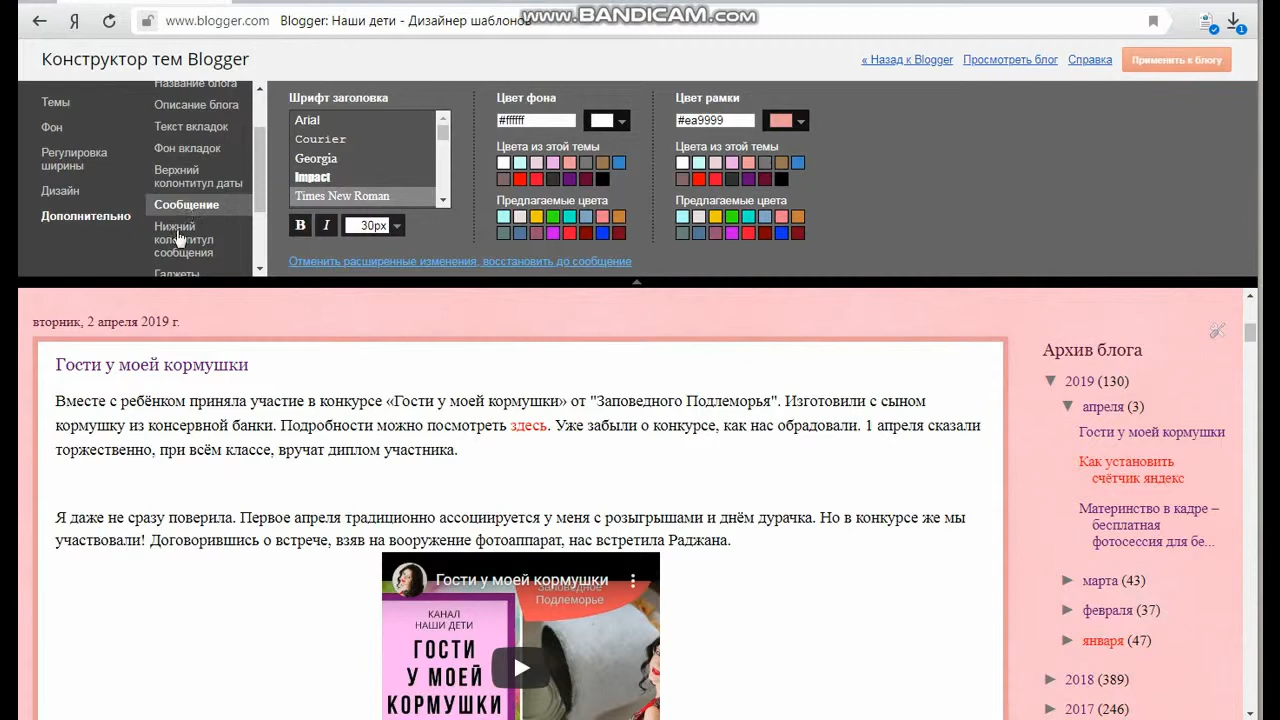 www.blogger.com Blogger: Наши дети - Дизайнер шаблонов
www.BANDICAM.com
Конструктор тем Blogger
« Назад к Blogger Просмотреть блог Справка Применить к блогу
Темы
Фон
Регулировка
ширины
Дизайн
Дополнительно
Название блога
Описание блога
Текст вкладок
Фон вкладок
Верхний
колонтитул даты
Сообщение
Нижний
колонтитул
сообщения
Гаджеты
Шрифт заголовка
Arial
Courier
Georgia
Impact
Times New Roman
B I 30px
Отменить расширенные изменения, восстановить до сообщение
Цвет фона
#ffffff
Цвета из этой темы
Предлагаемые цвета
Цвет рамки
#ea9999
Цвета из этой темы
Предлагаемые цвета
вторник, 2 апреля 2019 г.
Гости у моей кормушки
Вместе с ребёнком приняла участие в конкурсе «Гости у моей кормушки» от "Заповедного Подлеморья". Изготовили с сыном
кормушку из консервной банки. Подробности можно посмотреть здесь. Уже забыли о конкурсе, как нас обрадовали. 1 апреля сказали
торжественно, при всём классе, вручат диплом участника.
Я даже не сразу поверила. Первое апреля традиционно ассоциируется у меня с розыгрышами и днём дурачка. Но в конкурсе же мы
участвовали! Договорившись о встрече, взяв на вооружение фотоаппарат, нас встретила Раджана.
Гости у моей кормушки
Заповедное
Подлеморье
КАНАЛ
НАШИ ДЕТИ
ГОСТИ
У МОЕЙ
КОРМУШКИ
Архив блога
▼ 2019 (130)
▼ апреля (3)
Гости у моей кормушки
Как установить
счётчик яндекс
Материнство в кадре –
бесплатная
фотосессия для бе...
► марта (43)
► февраля (37)
► января (47)
► 2018 (389)
► 2017 (246)